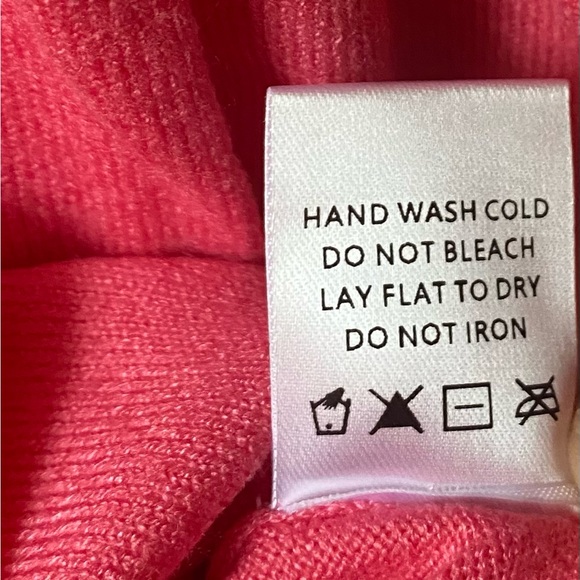 HAND WASH COLD
DO NOT BLEACH
LAY FLAT TO DRY
DO NOT IRON